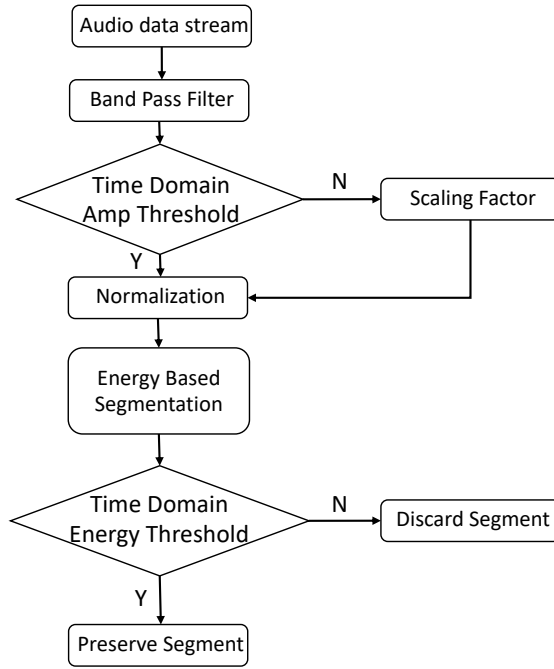 Audio data stream
Band Pass Filter
Time Domain
Amp Threshold
N
Scaling Factor
Y
Normalization
Energy Based
Segmentation
Time Domain
Energy Threshold
N
Discard Segment
Y
Preserve Segment